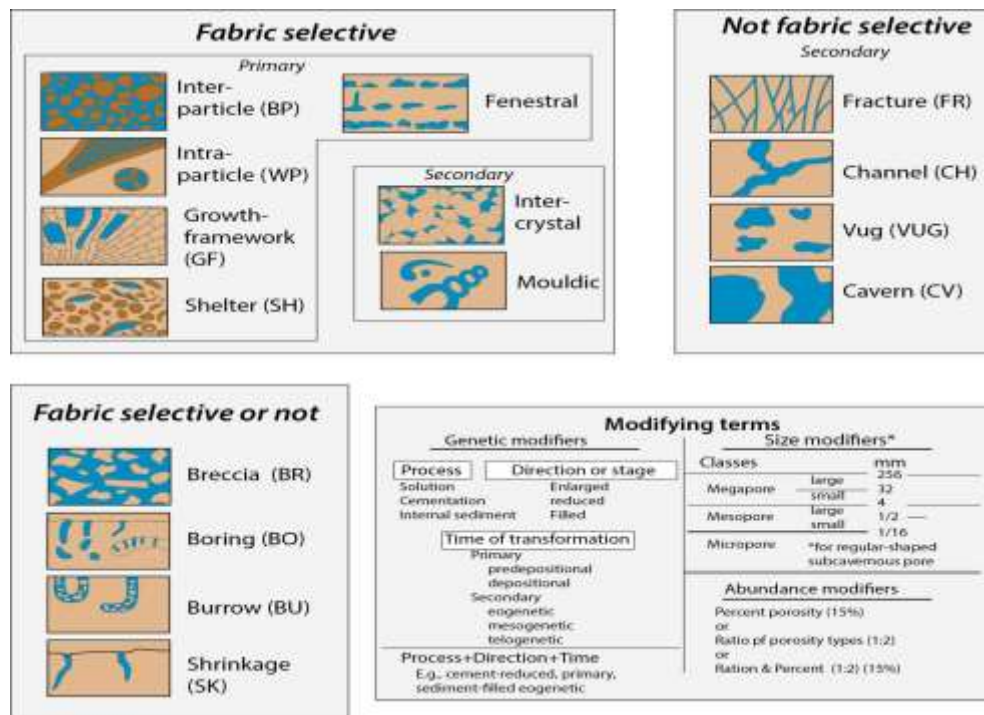 Fabric selective
Primary
Inter-
particle (BP)
Fenestral
Intra-
particle (WP)
Growth-
framework
(GF)
Shelter (SH)
Secondary
Inter-
crystal
Mouldic
Not fabric selective
Secondary
Fracture (FR)
Channel (CH)
Vug (VUG)
Cavern (CV)
Fabric selective or not
Breccia (BR)
Boring (BO)
Burrow (BU)
Shrinkage
(SK)
Modifying terms
Genetic modifiers
Process
Direction or stage
Solution
Enlarged
Cementation
reduced
Internal sediment
Filled
Time of transformation
Primary
predepositional
depositional
Secondary
eogenetic
mesogenetic
telogenetic
Process+Direction+Time
E.g., cement-reduced, primary,
sediment-filled eogenetic
Size modifiers*
Classes
mm
256
Megapore
large
32
small
4
Mesopore
large
1/2
small
1/16
Micropore
*for regular-shaped
subcavernous pore
Abundance modifiers
Percent porosity (15%)
or
Ratio pf porosity types (1:2)
or
Ration & Percent (1:2) (15%)